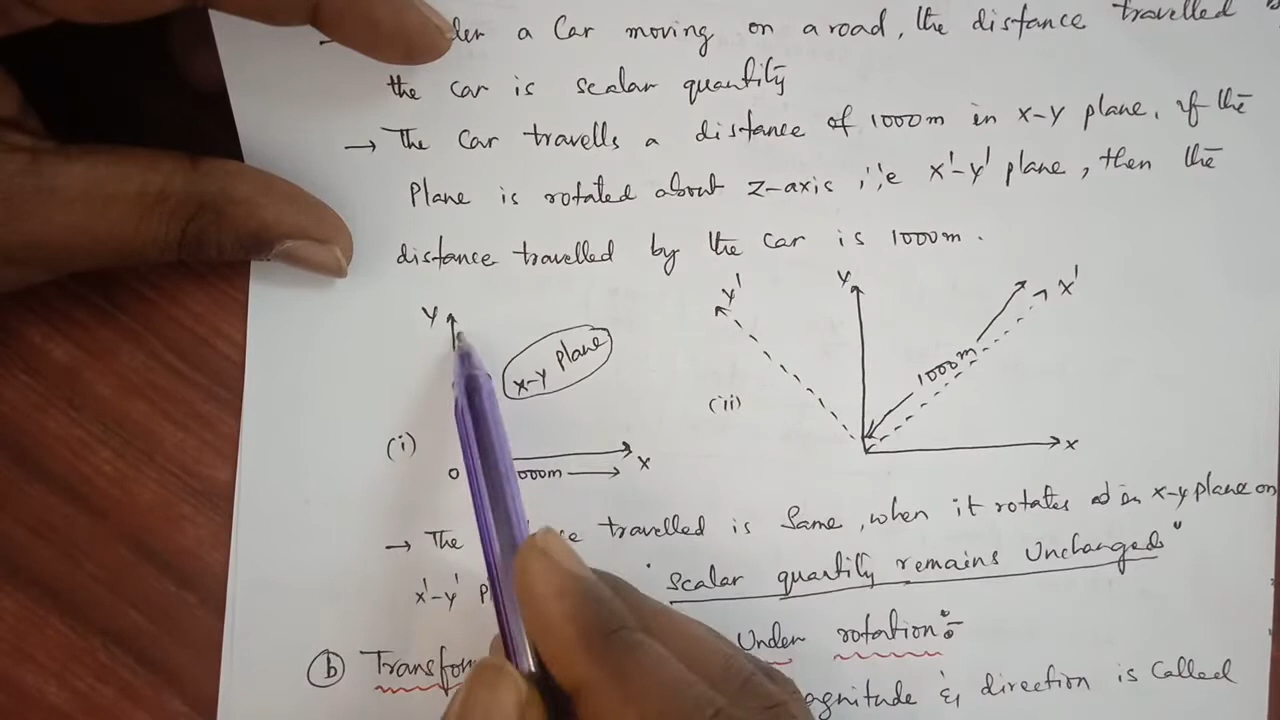 a Car moving on a road, the distance travelled
the car is scalar quantity
→ The Car travells a distance of 1000m in x-y plane, if the
Plane is rotated about z-axis i.e x'-y' plane, then the
distance travelled by the car is 1000m.
y
x-y plane
(i)
0
000m
x
y'
y
x'
1000m
(ii)
x
→ The travelled is Same, when it rotates in x-y plane on
x'-y'
"Scalar quantity remains Unchanged"
(b) Transfor Under rotation:-
agnitude & direction is called